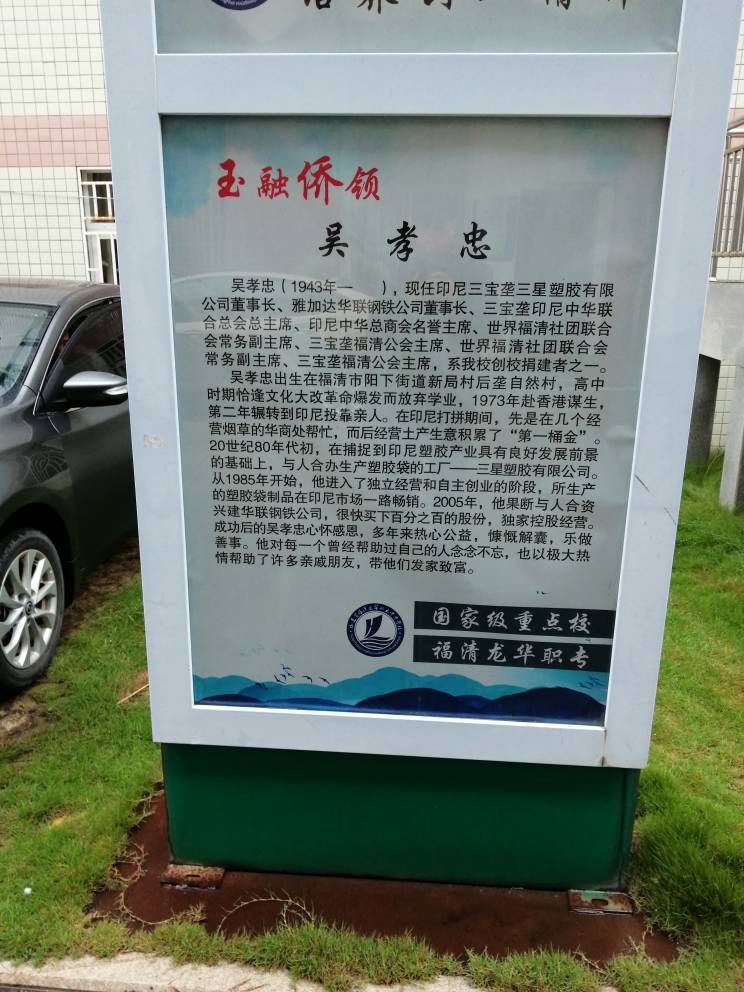 玉融侨领
吴孝忠
吴孝忠(1943年一　　),现任印尼三宝垄三星塑胶有限
公司董事长、雅加达华联钢铁公司董事长、三宝垄印尼中华联
合总会总主席、印尼中华总商会名誉主席、世界福清社团联合
会常务副主席、三宝垄福清公会主席、世界福清社团联合会
常务副主席、三宝垄福清公会主席,系我校创校捐建者之一。
吴孝忠出生在福清市阳下街道新局村后垄自然村,高中
时期恰逢文化大改革命爆发而放弃学业,1973年赴香港谋生,
第二年辗转到印尼投靠亲人。在印尼打拼期间,先是在几个经
营烟草的华商处帮忙,而后经营土产生意积累了“第一桶金”。
20世纪80年代初,在捕捉到印尼塑胶产业具有良好发展前景
的基础上,与人合办生产塑胶袋的工厂——三星塑胶有限公司。
从1985年开始,他进入了独立经营和自主创业的阶段,所生产
的塑胶袋制品在印尼市场一路畅销。2005年,他果断与人合资
兴建华联钢铁公司,很快买下百分之百的股份,独家控股经营。
成功后的吴孝忠心怀感恩,多年来热心公益,慷慨解囊,乐做
善事。他对每一个曾经帮助过自己的人念念不忘,也以极大热
情帮助了许多亲戚朋友,带他们发家致富。
国家级重点校
福清龙华职专